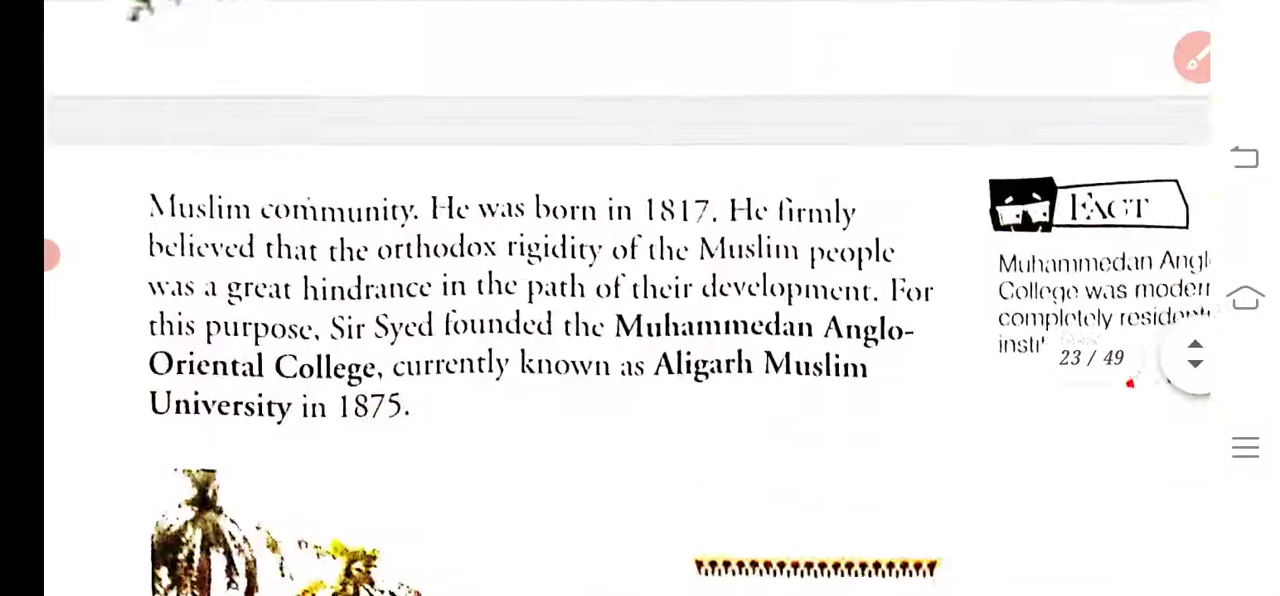 Muslim community. He was born in 1817. He firmly
believed that the orthodox rigidity of the Muslim people
was a great hindrance in the path of their development. For
this purpose, Sir Syed founded the Muhammedan Anglo-
Oriental College, currently known as Aligarh Muslim
University in 1875.
FACT
Muhammedan Angl
College was modern
completely
23 / 49